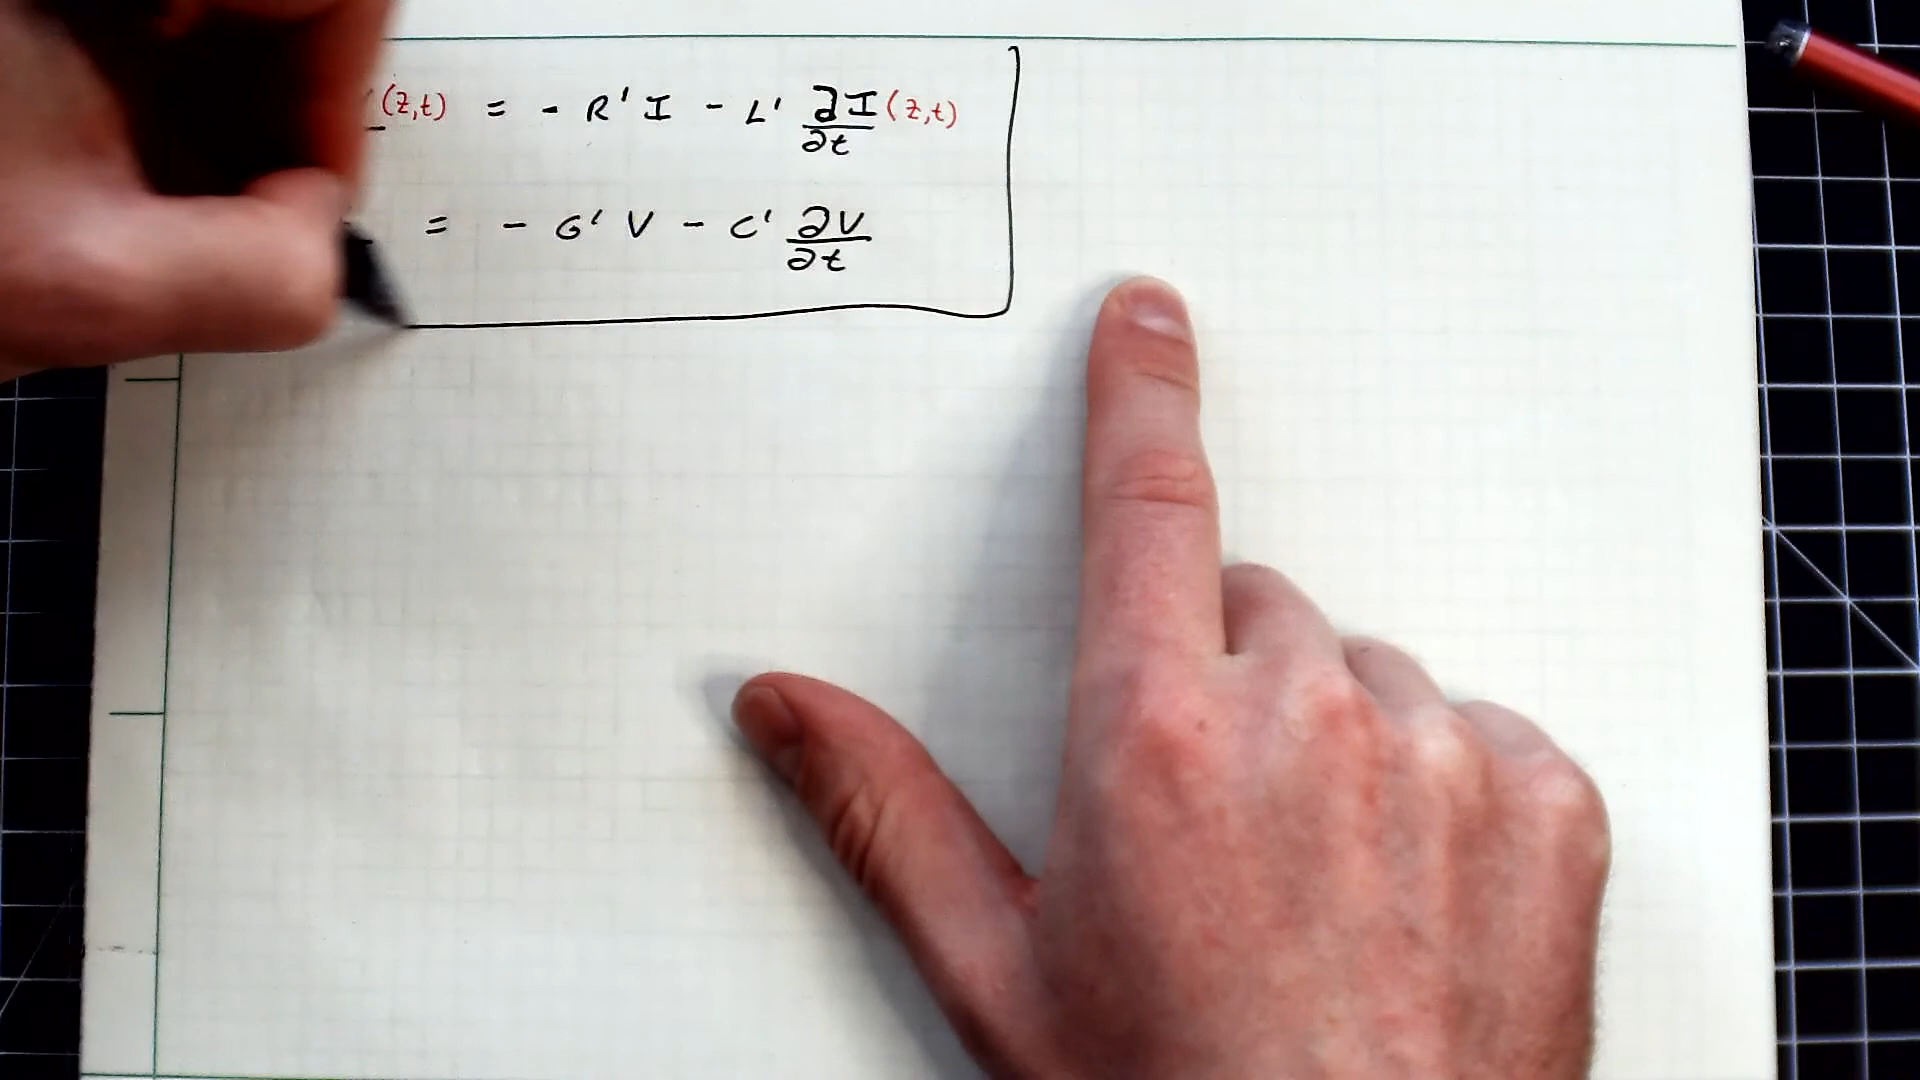 (z,t) = - R' I - L' ∂I/∂t (z,t)
= - G' V - C' ∂V/∂t